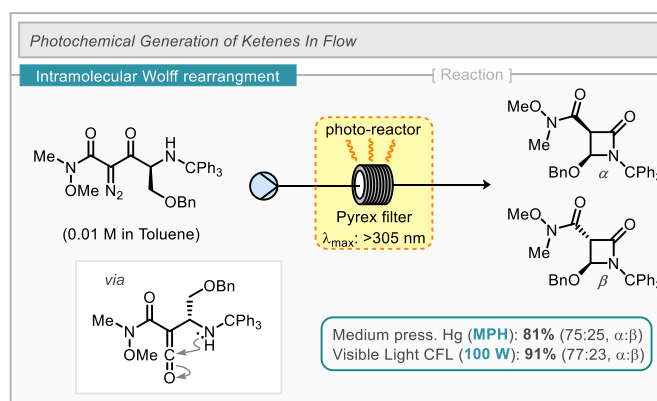 Photochemical Generation of Ketenes In Flow
Intramolecular Wolff rearrangment
[ Reaction ]
O
O
H
N
CPh₃
Me
N
OMe
N₂
OBn
(0.01 M in Toluene)
photo-reactor
Pyrex filter
λmax: >305 nm
MeO
O
N
Me
O
BnO
N
CPh₃
α
MeO
O
N
Me
O
BnO
N
CPh₃
β
via
OBn
O
Me
N
OMe
N
H
CPh₃
C
O
Medium press. Hg (MPH): 81% (75:25, α:β)
Visible Light CFL (100 W): 91% (77:23, α:β)